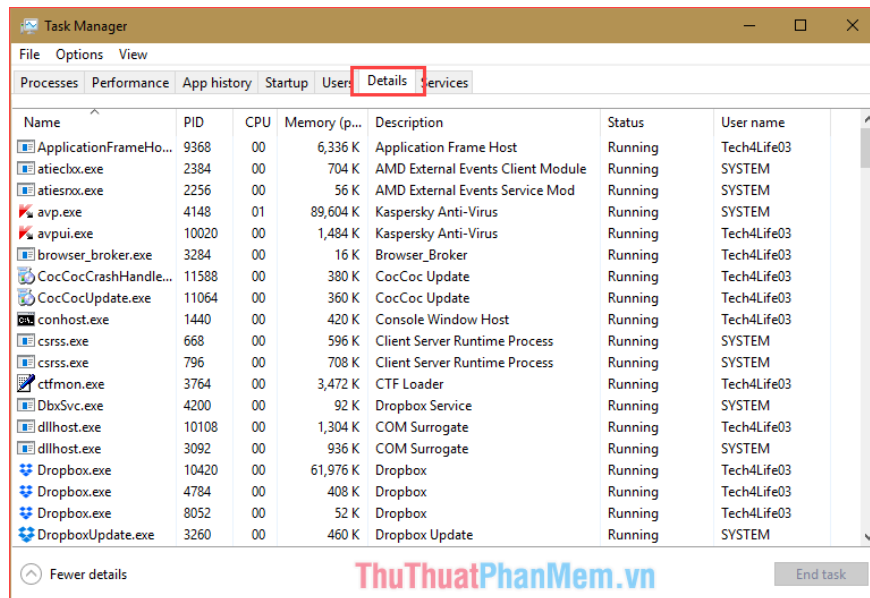 Task Manager
File Options View
Processes Performance App history Startup Users Details Services
Name PID CPU Memory (p... Description Status User name
ApplicationFrameHo... 9368 00 6,336 K Application Frame Host Running Tech4Life03
atieclxx.exe 2384 00 704 K AMD External Events Client Module Running SYSTEM
atiesrxx.exe 2256 00 56 K AMD External Events Service Mod Running SYSTEM
avp.exe 4148 01 89,604 K Kaspersky Anti-Virus Running SYSTEM
avpui.exe 10020 00 1,484 K Kaspersky Anti-Virus Running Tech4Life03
browser_broker.exe 3284 00 16 K Browser_Broker Running Tech4Life03
CocCocCrashHandle... 11588 00 380 K CocCoc Update Running Tech4Life03
CocCocUpdate.exe 11064 00 360 K CocCoc Update Running Tech4Life03
conhost.exe 1440 00 420 K Console Window Host Running Tech4Life03
csrss.exe 668 00 596 K Client Server Runtime Process Running SYSTEM
csrss.exe 796 00 708 K Client Server Runtime Process Running SYSTEM
ctfmon.exe 3764 00 3,472 K CTF Loader Running Tech4Life03
DbxSvc.exe 4200 00 92 K Dropbox Service Running SYSTEM
dllhost.exe 10108 00 1,304 K COM Surrogate Running Tech4Life03
dllhost.exe 3092 00 936 K COM Surrogate Running SYSTEM
Dropbox.exe 10420 00 61,976 K Dropbox Running Tech4Life03
Dropbox.exe 4784 00 408 K Dropbox Running Tech4Life03
Dropbox.exe 8052 00 52 K Dropbox Running Tech4Life03
DropboxUpdate.exe 3260 00 460 K Dropbox Update Running SYSTEM
Fewer details ThuThuatPhanMem.vn End task